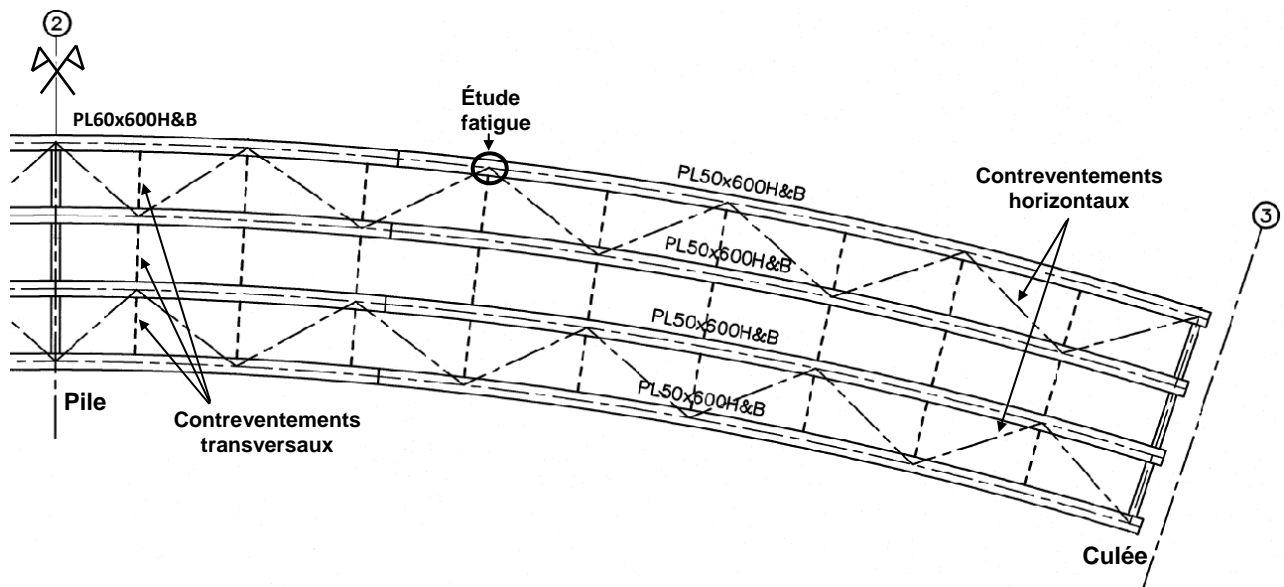 2
PL60x600H&B
Étude
fatigue
PL50x600H&B
Contreventements
horizontaux
3
PL50x600H&B
PL50x600H&B
PL50x600H&B
Pile
Contreventements
transversaux
Culée